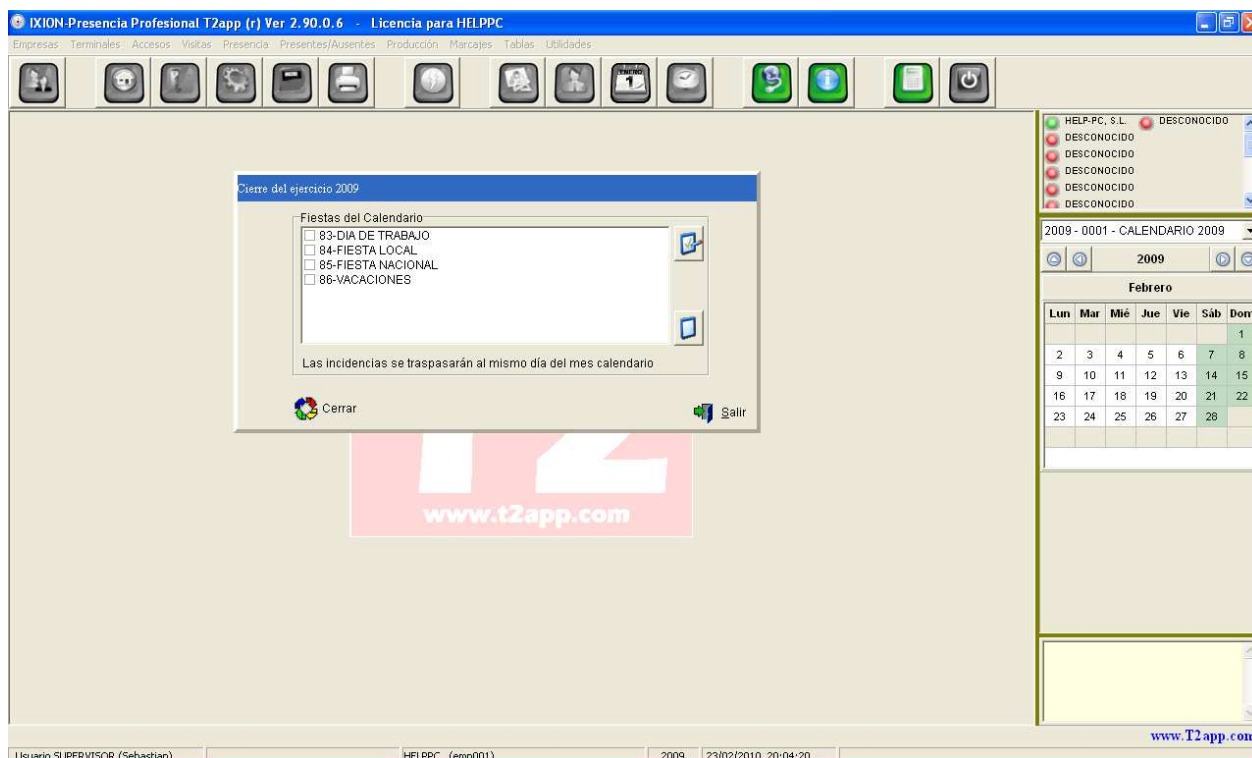 IXION-Presencia Profesional T2app (r) Ver 2.90.0.6 - Licencia para HELPPC
Empresas Terminales Accesos Visitas Presencia Presentes/Ausentes Producción Marcajes Tablas Utilidades
ENERO
1
HELP-PC, S.L. DESCONOCIDO
DESCONOCIDO
DESCONOCIDO
DESCONOCIDO
DESCONOCIDO
DESCONOCIDO
Cierre del ejercicio 2009
Fiestas del Calendario
83-DIA DE TRABAJO
84-FIESTA LOCAL
85-FIESTA NACIONAL
86-VACACIONES
Las incidencias se traspasarán al mismo día del mes calendario
Cerrar
Salir
T2
www.t2app.com
2009 - 0001 - CALENDARIO 2009
2009
Febrero
Lun Mar Mié Jue Vie Sáb Dom
1
2 3 4 5 6 7 8
9 10 11 12 13 14 15
16 17 18 19 20 21 22
23 24 25 26 27 28
www.T2app.com
Usuario SUPERVISOR (Sebastian) HELPPC (emp001) 2009 23/02/2010 20:04:20